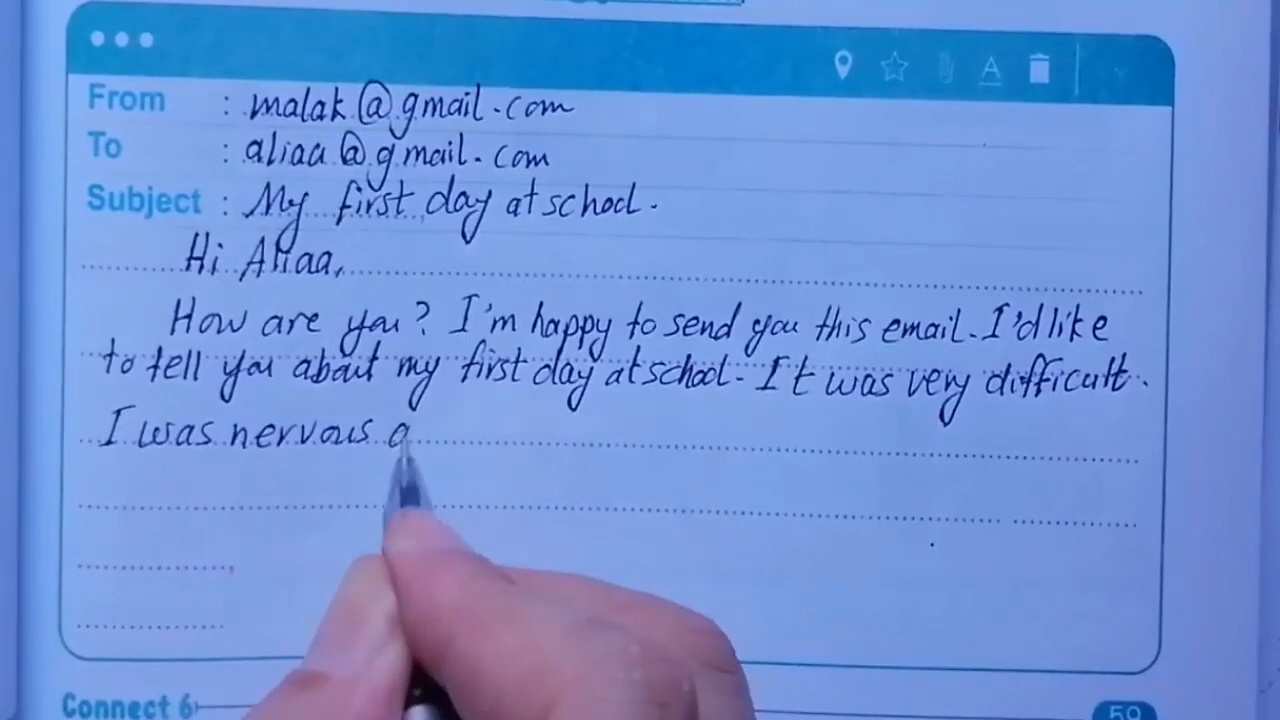 From : malak@gmail.com
To : aliaa@gmail.com
Subject : My first day at school.
Hi Aliaa,
How are you? I'm happy to send you this email. I'd like
to tell you about my first day at school. It was very difficult.
I was nervous a
Connect 6
59